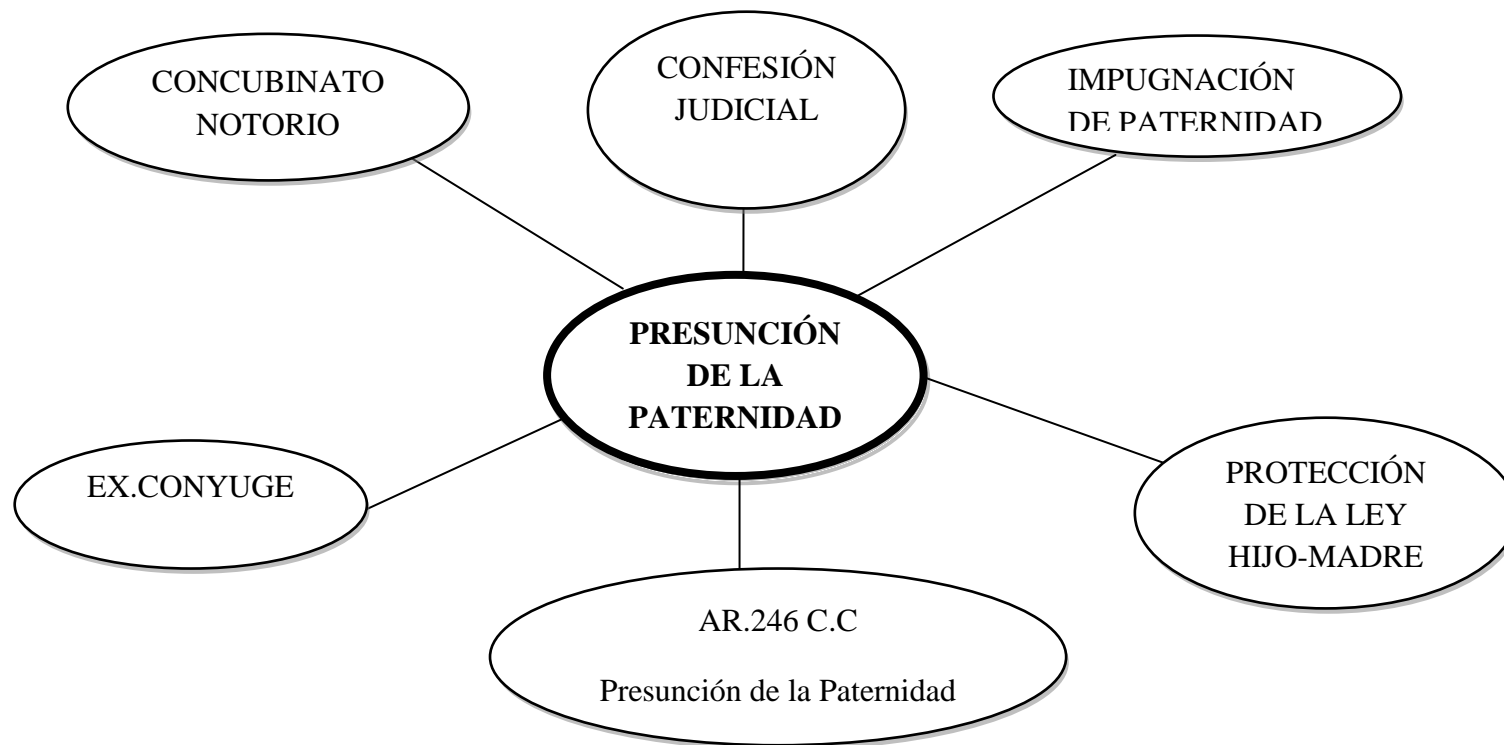 CONCUBINATO
NOTORIO
CONFESIÓN
JUDICIAL
IMPUGNACIÓN
DE PATERNIDAD
PRESUNCIÓN
DE LA
PATERNIDAD
EX.CONYUGE
PROTECCIÓN
DE LA LEY
HIJO-MADRE
AR.246 C.C
Presunción de la Paternidad